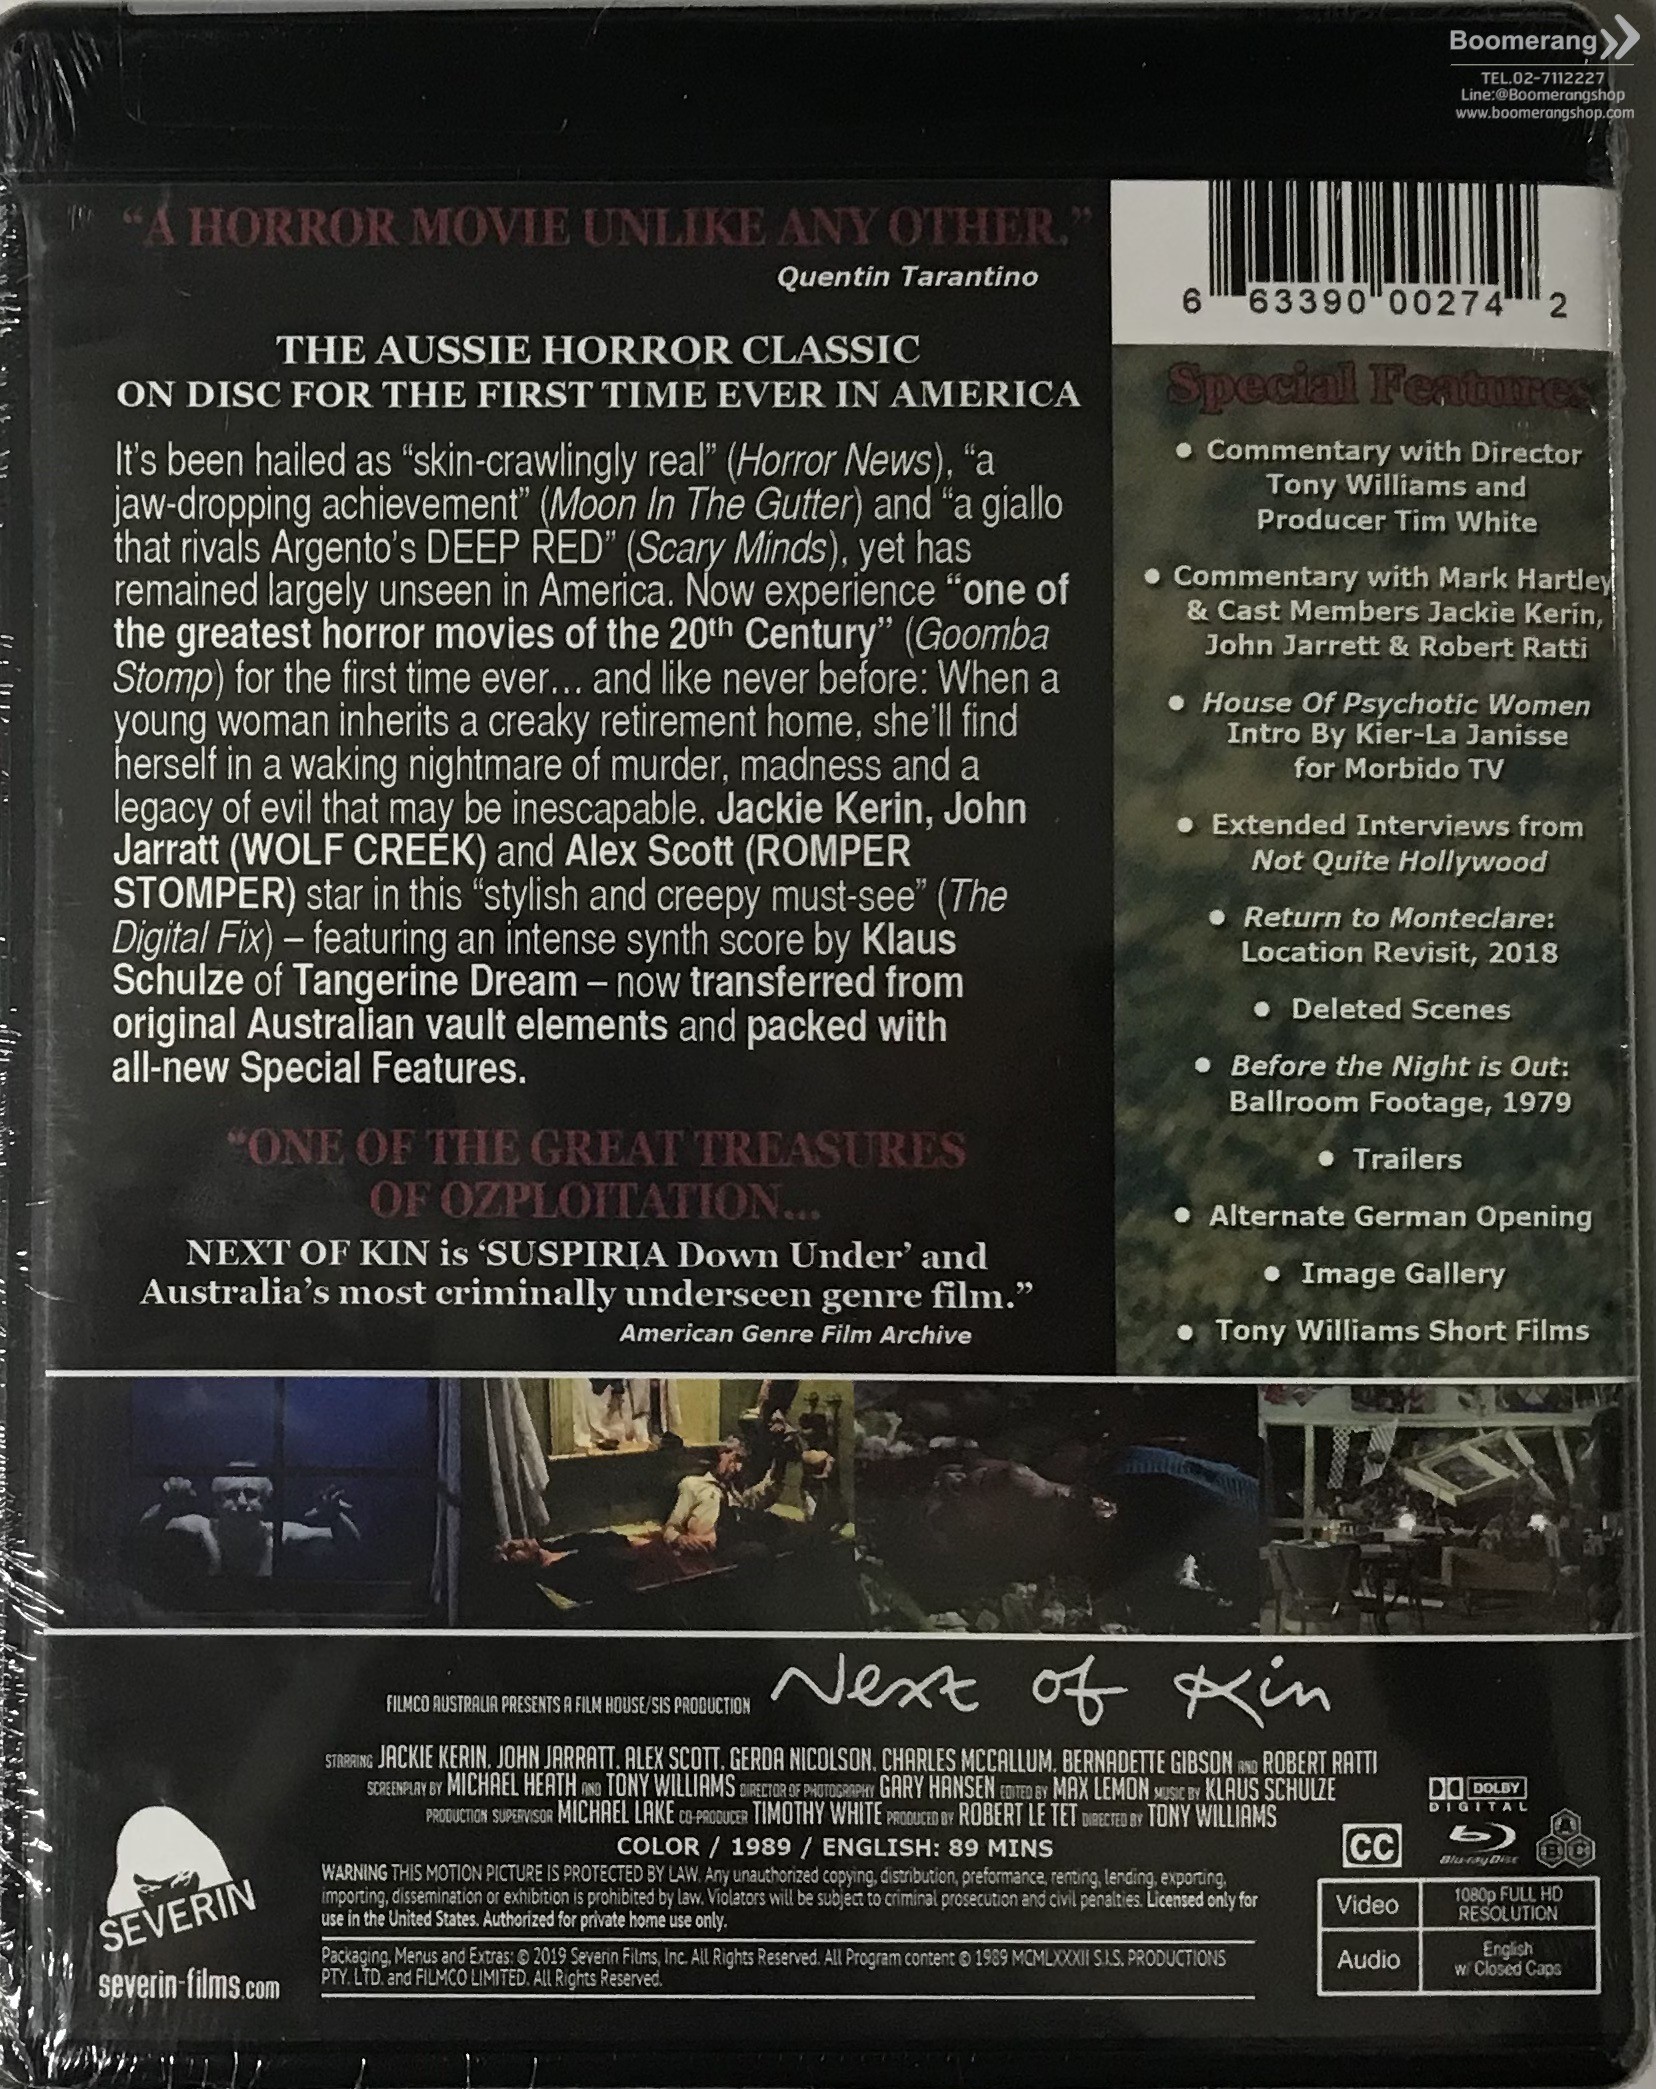 Boomerang
TEL.02-7112227
Line:@Boomerangshop
www.boomerangshop.com
“A HORROR MOVIE UNLIKE ANY OTHER.”
Quentin Tarantino
THE AUSSIE HORROR CLASSIC
ON DISC FOR THE FIRST TIME EVER IN AMERICA
It’s been hailed as “skin-crawlingly real” (Horror News), “a
jaw-dropping achievement” (Moon In The Gutter) and “a giallo
that rivals Argento’s DEEP RED” (Scary Minds), yet has
remained largely unseen in America. Now experience “one of
the greatest horror movies of the 20th Century” (Goomba
Stomp) for the first time ever... and like never before: When a
young woman inherits a creaky retirement home, she’ll find
herself in a waking nightmare of murder, madness and a
legacy of evil that may be inescapable. Jackie Kerin, John
Jarratt (WOLF CREEK) and Alex Scott (ROMPER
STOMPER) star in this “stylish and creepy must-see” (The
Digital Fix) – featuring an intense synth score by Klaus
Schulze of Tangerine Dream – now transferred from
original Australian vault elements and packed with
all-new Special Features.
“ONE OF THE GREAT TREASURES
OF OZPLOITATION...
NEXT OF KIN is ‘SUSPIRIA Down Under’ and
Australia’s most criminally underseen genre film.”
American Genre Film Archive
6 63390 00274 2
Special Features
• Commentary with Director
Tony Williams and
Producer Tim White
• Commentary with Mark Hartley
& Cast Members Jackie Kerin,
John Jarrett & Robert Ratti
• House Of Psychotic Women
Intro By Kier-La Janisse
for Morbido TV
• Extended Interviews from
Not Quite Hollywood
• Return to Monteclare:
Location Revisit, 2018
• Deleted Scenes
• Before the Night is Out:
Ballroom Footage, 1979
• Trailers
• Alternate German Opening
• Image Gallery
• Tony Williams Short Films
FILMCO AUSTRALIA PRESENTS A FILM HOUSE/SIS PRODUCTION Next of Kin
STARRING JACKIE KERIN, JOHN JARRATT, ALEX SCOTT, GERDA NICOLSON, CHARLES MCCALLUM, BERNADETTE GIBSON AND ROBERT RATTI
SCREENPLAY BY MICHAEL HEATH AND TONY WILLIAMS DIRECTOR OF PHOTOGRAPHY GARY HANSEN EDITED BY MAX LEMON MUSIC BY KLAUS SCHULZE
PRODUCTION SUPERVISOR MICHAEL LAKE CO-PRODUCER TIMOTHY WHITE PRODUCED BY ROBERT LE TET DIRECTED BY TONY WILLIAMS
COLOR / 1989 / ENGLISH: 89 MINS
WARNING THIS MOTION PICTURE IS PROTECTED BY LAW. Any unauthorized copying, distribution, preformance, renting, lending, exporting,
importing, dissemination or exhibition is prohibited by law. Violators will be subject to criminal prosecution and civil penalties. Licensed only for
use in the United States. Authorized for private home use only.
Packaging, Menus and Extras: © 2019 Severin Films, Inc. All Rights Reserved. All Program content © 1989 MCMLXXXII S.I.S. PRODUCTIONS
PTY. LTD. and FILMCO LIMITED. All Rights Reserved.
SEVERIN
severin-films.com
DOLBY
DIGITAL
CC
Blu-ray Disc
A
B C
Video
1080p FULL HD
RESOLUTION
Audio
English
w/ Closed Caps